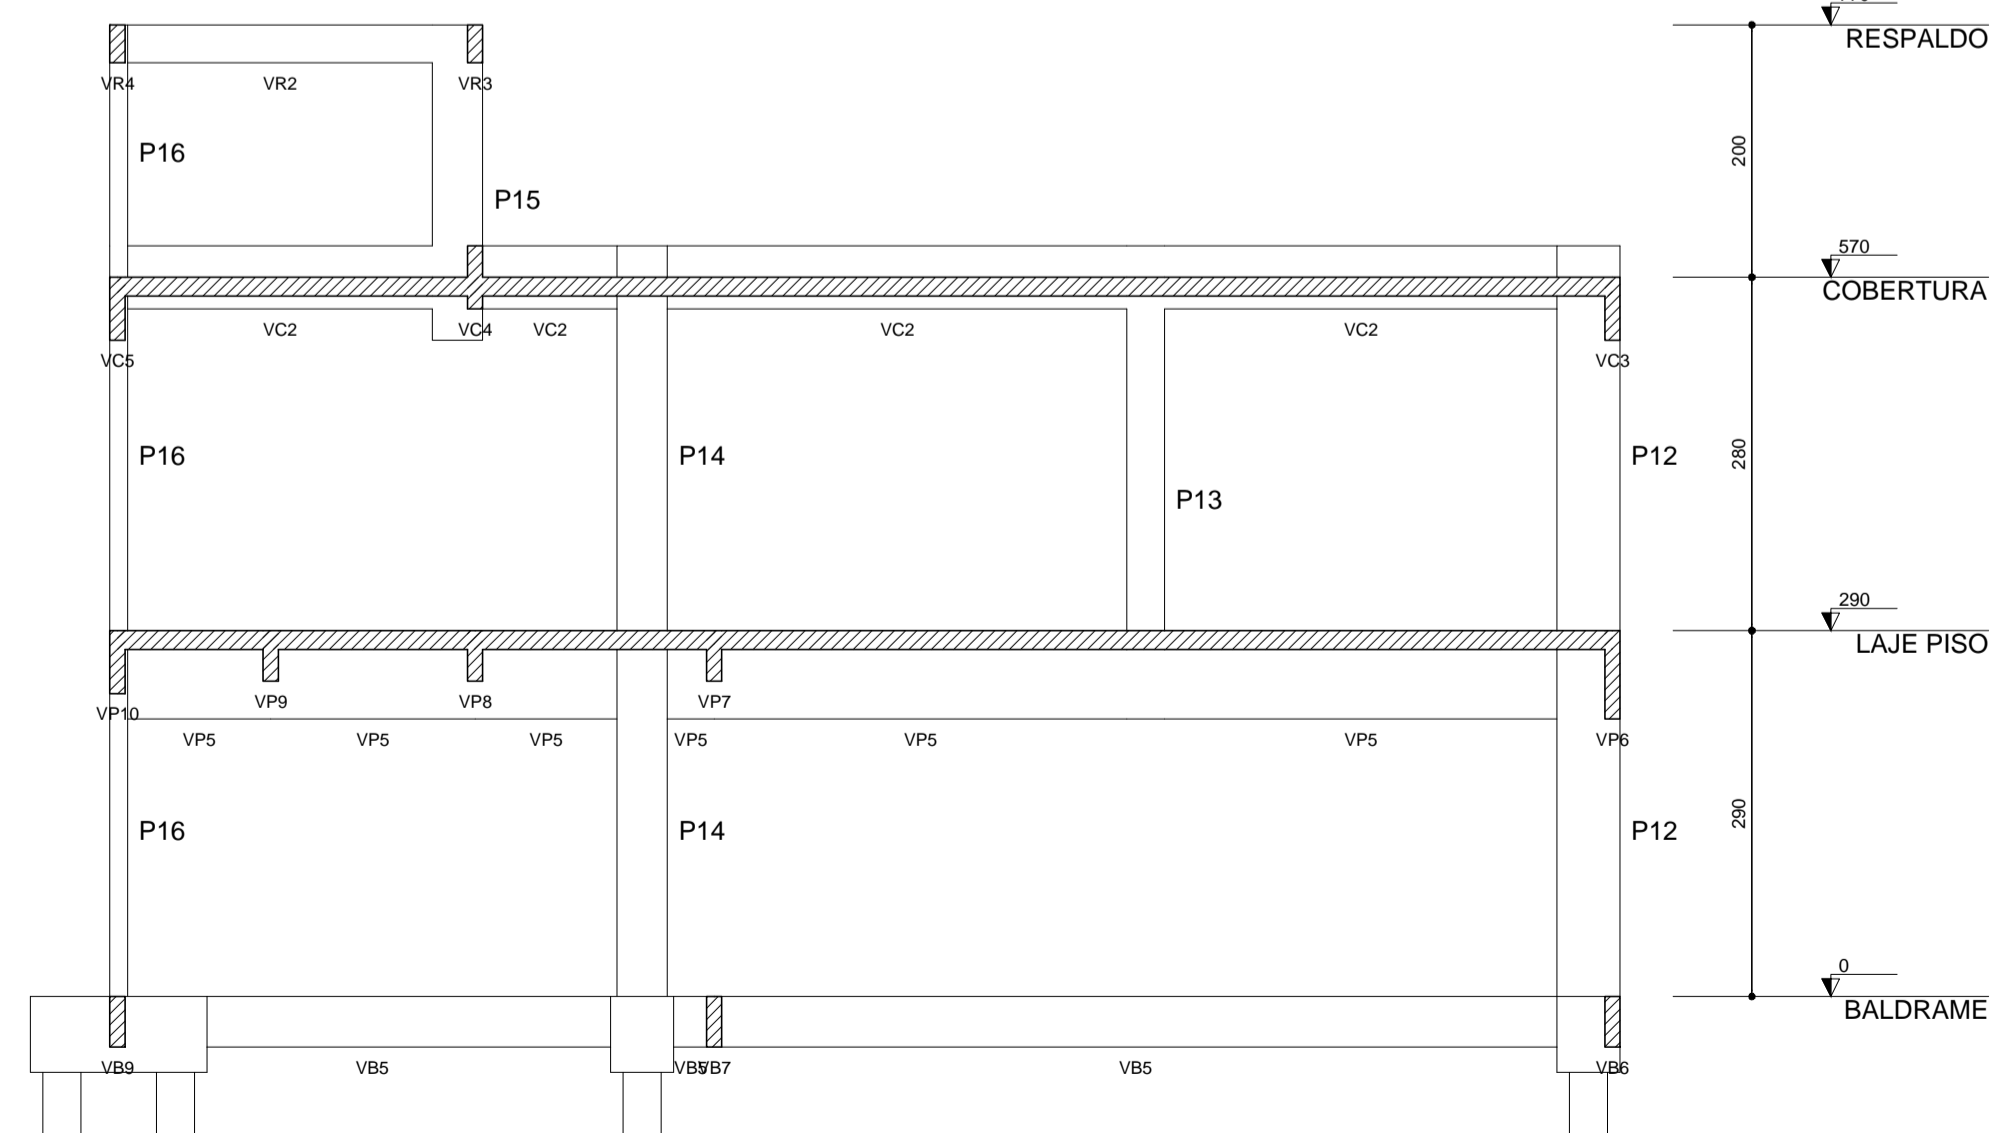 RESPALDO
VR4 VR2 VR3
P16
200
P15
570
COBERTURA
VC2 VC4 VC2 VC2 VC2
VC5 VC3
P16 P14 P12
280
P13
290
LAJE PISO
VP9 VP8 VP7
VP10
VP5 VP5 VP5 VP5 VP5 VP5 VP6
290
P16 P14 P12
0
BALDRAME
VB9 VB5 VB5 VB7 VB5 VB6